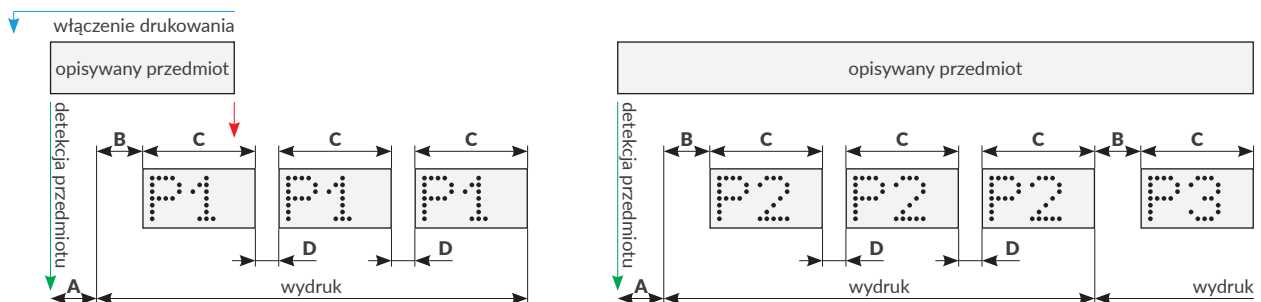 włączenie drukowania
opisywany przedmiot
detekcja przedmiotu
B C C C
P1 P1 P1
D D
A wydruk
opisywany przedmiot
detekcja przedmiotu
B C C C B C
P2 P2 P2 P3
D D
A wydruk wydruk